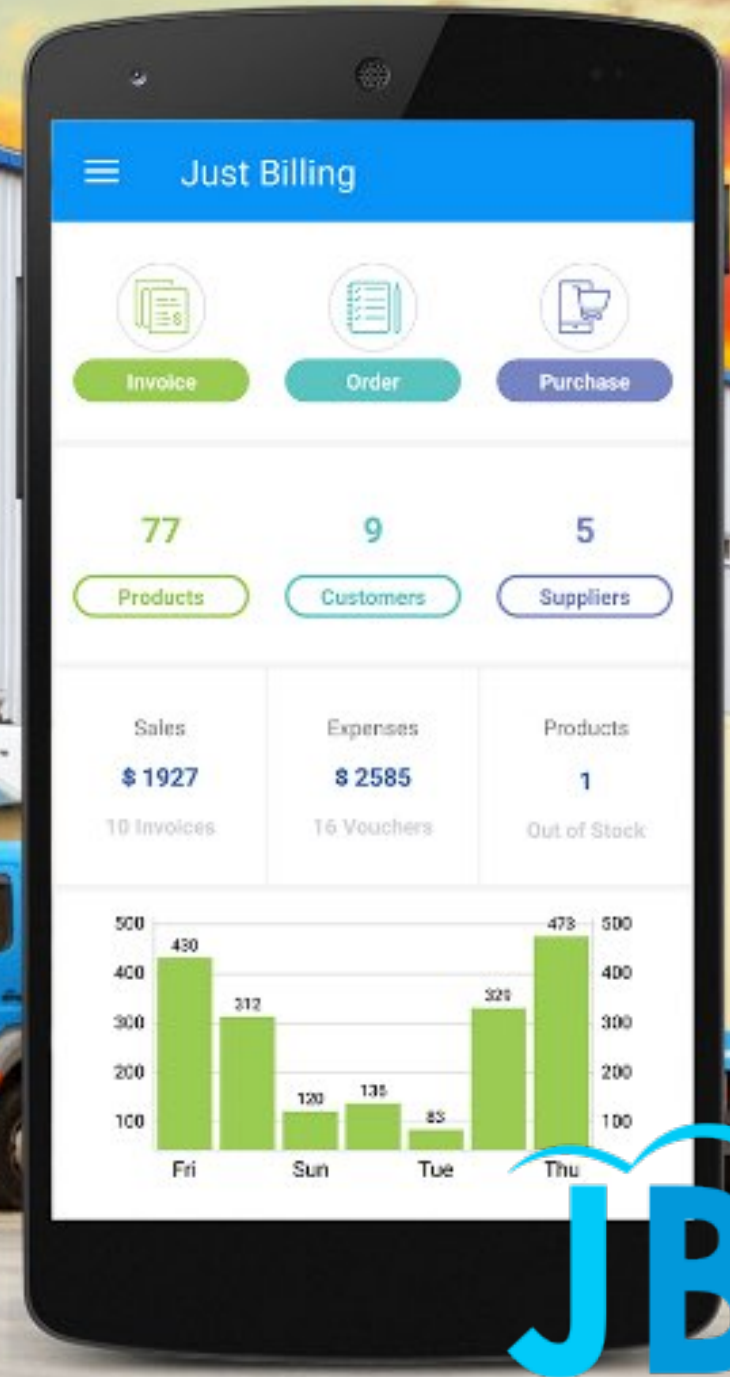 Just Billing
Invoice Order Purchase
77 9 5
Products Customers Suppliers
Sales Expenses Products
$ 1927 $ 2585 1
10 Invoices 16 Vouchers Out of Stock
500 473 500
430
400 400
312 329
300 300
200 200
120 136 83
100 100
Fri Sun Tue Thu
JB